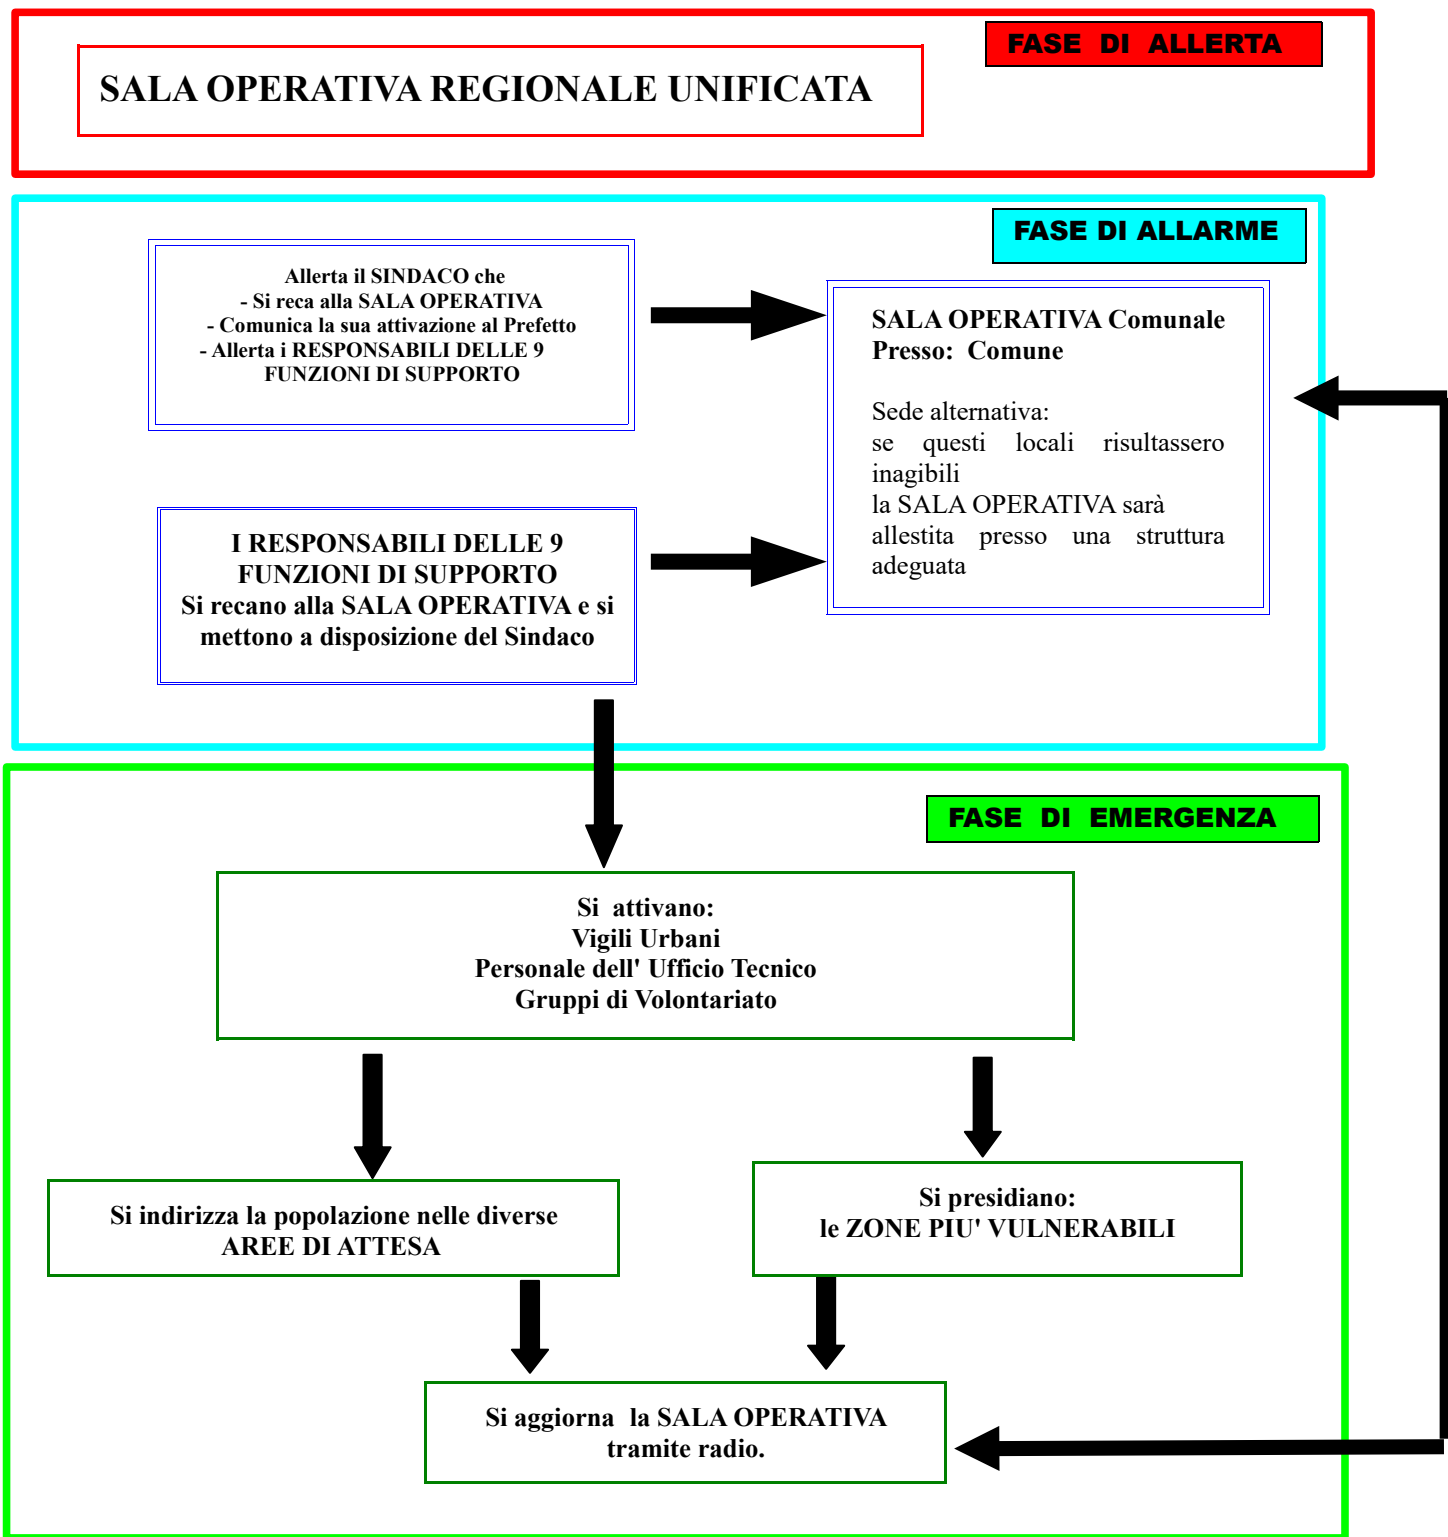 FASE DI ALLERTA
SALA OPERATIVA REGIONALE UNIFICATA
FASE DI ALLARME
Allerta il SINDACO che
- Si reca alla SALA OPERATIVA
- Comunica la sua attivazione al Prefetto
- Allerta i RESPONSABILI DELLE 9
FUNZIONI DI SUPPORTO
SALA OPERATIVA Comunale
Presso: Comune
Sede alternativa:
se questi locali risultassero
inagibili
la SALA OPERATIVA sarà
allestita presso una struttura
adeguata
I RESPONSABILI DELLE 9
FUNZIONI DI SUPPORTO
Si recano alla SALA OPERATIVA e si
mettono a disposizione del Sindaco
FASE DI EMERGENZA
Si attivano:
Vigili Urbani
Personale dell' Ufficio Tecnico
Gruppi di Volontariato
Si indirizza la popolazione nelle diverse
AREE DI ATTESA
Si presidiano:
le ZONE PIU' VULNERABILI
Si aggiorna la SALA OPERATIVA
tramite radio.